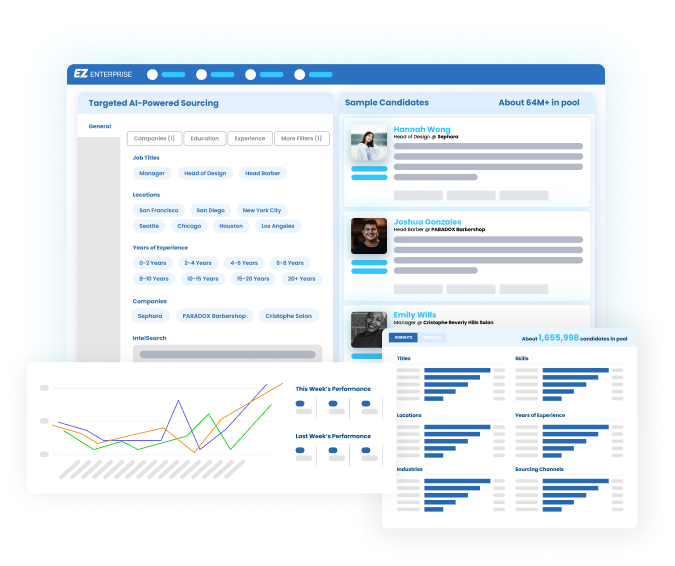 EZ ENTERPRISE
Targeted AI-Powered Sourcing
General
Companies (1) Education Experience More Filters (1)
Job Titles
Manager Head of Design Head Barber
Locations
San Francisco San Diego New York City
Seattle Chicago Houston Los Angeles
Years of Experience
0-2 Years 2-4 Years 4-6 Years 6-8 Years
8-10 Years 10-15 Years 15-20 Years 20+ Years
Companies
Sephora PARADOX Barbershop Cristophe Salon
IntelSearch
Sample Candidates About 64M+ in pool
Hannah Wong
Head of Design @ Sephora
Joshua Gonzales
Head Barber @ PARADOX Barbershop
Emily Wills
Manager @ Cristophe Beverly Hills Salon
This Week's Performance
Last Week's Performance
INSIGHTS
About 1,655,998 candidates in pool
Titles Skills
Locations Years of Experience
Industries Sourcing Channels